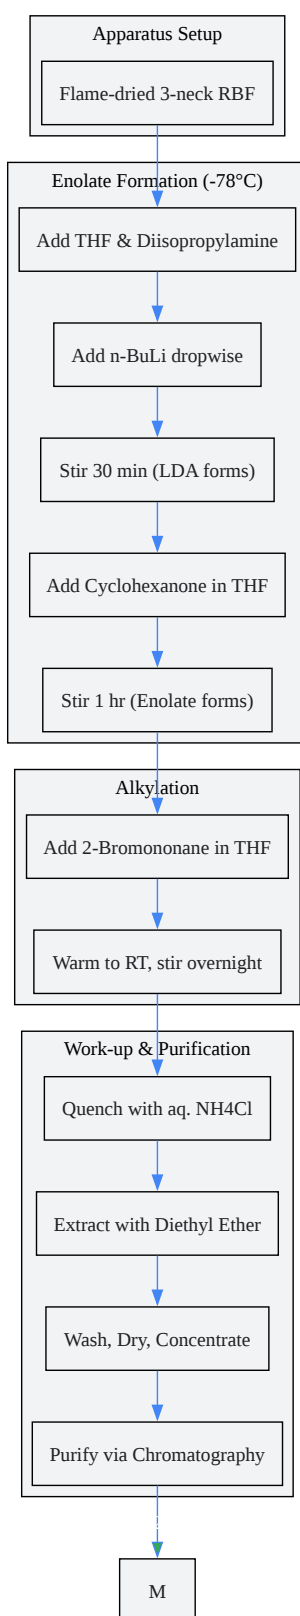 Apparatus Setup
Flame-dried 3-neck RBF
Enolate Formation (-78°C)
Add THF & Diisopropylamine
Add n-BuLi dropwise
Stir 30 min (LDA forms)
Add Cyclohexanone in THF
Stir 1 hr (Enolate forms)
Alkylation
Add 2-Bromononane in THF
Warm to RT, stir overnight
Work-up & Purification
Quench with aq. NH4Cl
Extract with Diethyl Ether
Wash, Dry, Concentrate
Purify via Chromatography
M